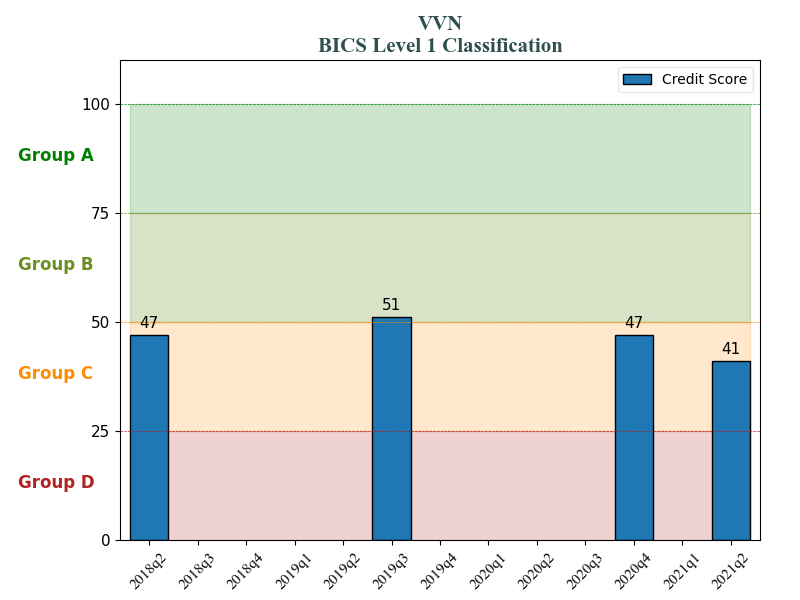 VVN
BICS Level 1 Classification
Credit Score
100
Group A
75
Group B
50
Group C
25
Group D
0
47
51
47
41
2018q2
2018q3
2018q4
2019q1
2019q2
2019q3
2019q4
2020q1
2020q2
2020q3
2020q4
2021q1
2021q2